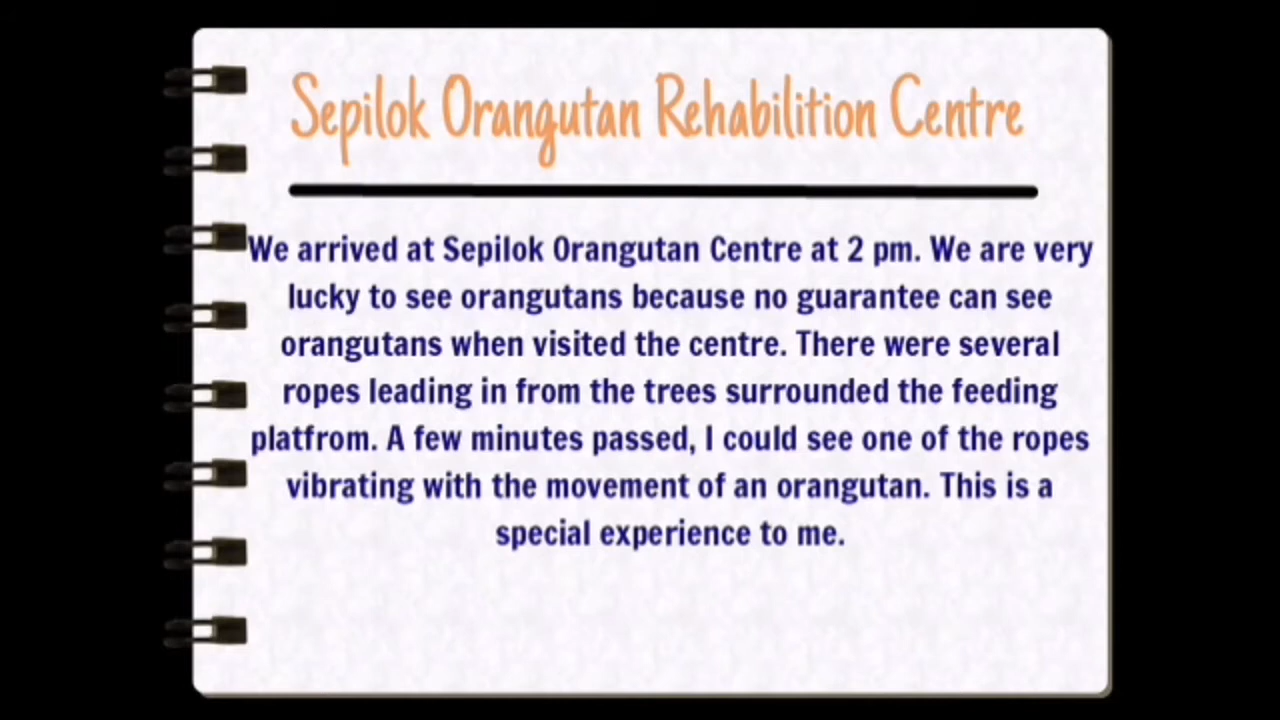 Sepilok Orangutan Rehabilition Centre
We arrived at Sepilok Orangutan Centre at 2 pm. We are very
lucky to see orangutans because no guarantee can see
orangutans when visited the centre. There were several
ropes leading in from the trees surrounded the feeding
platfrom. A few minutes passed, I could see one of the ropes
vibrating with the movement of an orangutan. This is a
special experience to me.